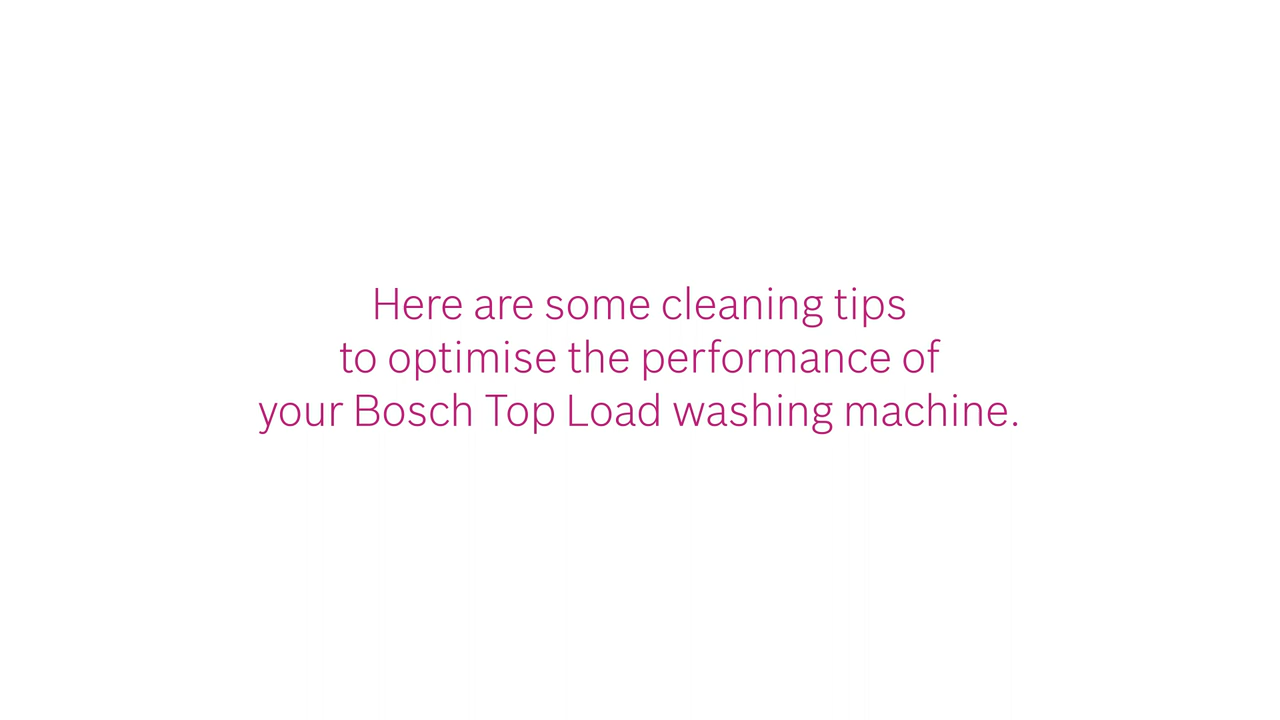 Here are some cleaning tips
to optimise the performance of
your Bosch Top Load washing machine.